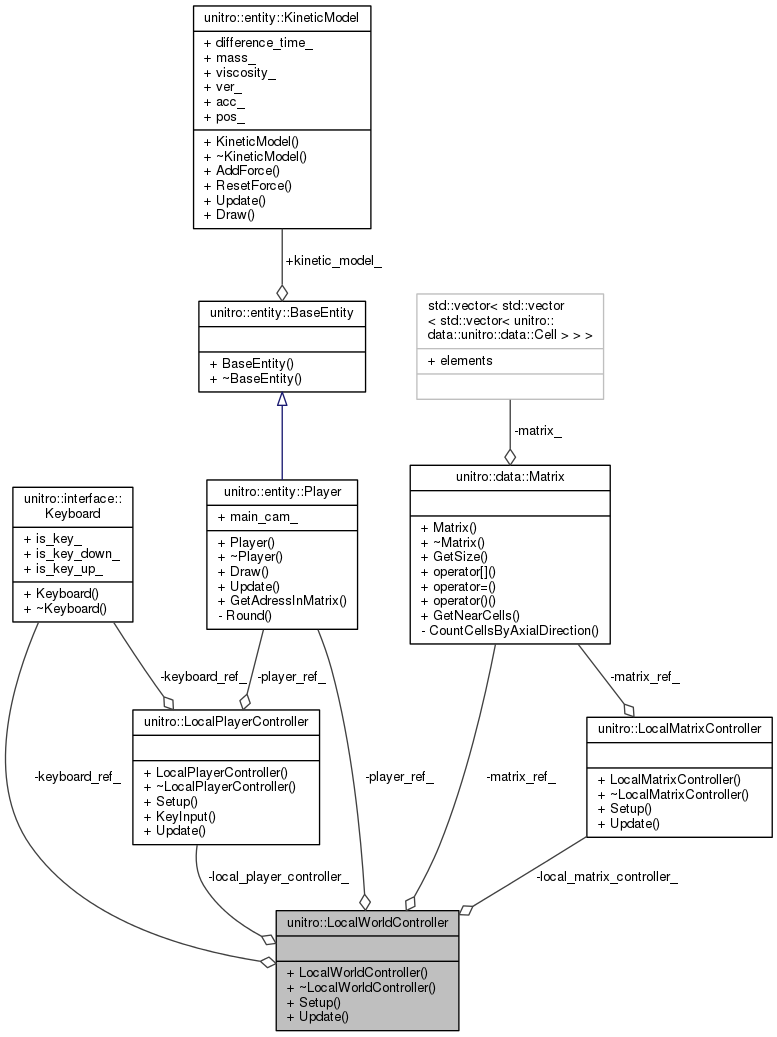 unitro::entity::KineticModel
+ difference_time_
+ mass_
+ viscosity_
+ ver_
+ acc_
+ pos_
+ KineticModel()
+ ~KineticModel()
+ AddForce()
+ ResetForce()
+ Update()
+ Draw()
+kinetic_model_
unitro::entity::BaseEntity
+ BaseEntity()
+ ~BaseEntity()
std::vector< std::vector
< std::vector< unitro::
data::unitro::data::Cell > > >
+ elements
-matrix_
unitro::interface::
Keyboard
+ is_key_
+ is_key_down_
+ is_key_up_
+ Keyboard()
+ ~Keyboard()
unitro::entity::Player
+ main_cam_
+ Player()
+ ~Player()
+ Draw()
+ Update()
+ GetAdressInMatrix()
- Round()
unitro::data::Matrix
+ Matrix()
+ ~Matrix()
+ GetSize()
+ operator[]()
+ operator=()
+ operator()()
+ GetNearCells()
- CountCellsByAxialDirection()
-keyboard_ref_
-player_ref_
-matrix_ref_
unitro::LocalPlayerController
+ LocalPlayerController()
+ ~LocalPlayerController()
+ Setup()
+ KeyInput()
+ Update()
unitro::LocalMatrixController
+ LocalMatrixController()
+ ~LocalMatrixController()
+ Setup()
+ Update()
-keyboard_ref_
-player_ref_
-matrix_ref_
-local_player_controller_
-local_matrix_controller_
unitro::LocalWorldController
+ LocalWorldController()
+ ~LocalWorldController()
+ Setup()
+ Update()